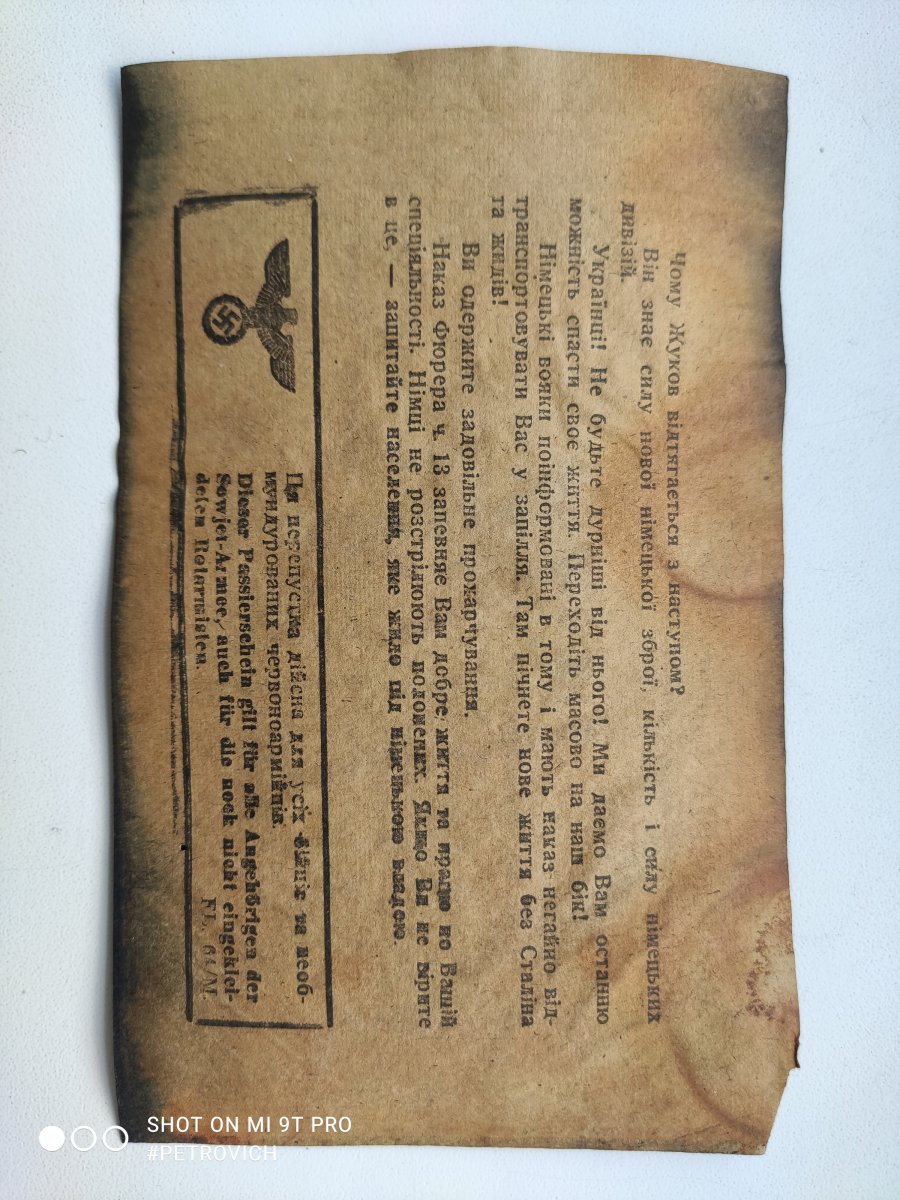 Чому Жуков відтягається з наступом?
Він знає силу нової німецької зброї, кількість і силу німецьких
дивізій.
Українці! Не будьте дурніші від нього! Ми даємо Вам останню
можність спасти своє життя. Переходіть масово на наш бік!
Німецькі вояки поінформовані в тому і мають наказ негайно від-
транспортовувати Вас у запілля. Там пічнете нове життя без Сталіна
та жидів!
Ви одержите задовільне прохарчування.
Наказ Фюрера ч. 13 запевняє Вам добре життя та працю по Вашій
спеціяльності. Німці не розстрілюють полонених. Якщо Ви не вірите
в це, — запитайте населення, яке жило під німецькою владою.
Ця перепустка дійсна для усіх бійців та необ-
мундурованих червоноармійців.
Dieser Passierschein gilt für alle Angehörigen der
Sowjet-Armee, auch für die noch nicht eingeklei-
deten Rotarmisten.
FL. 64/M.
SHOT ON MI 9T PRO
#PETROVICH